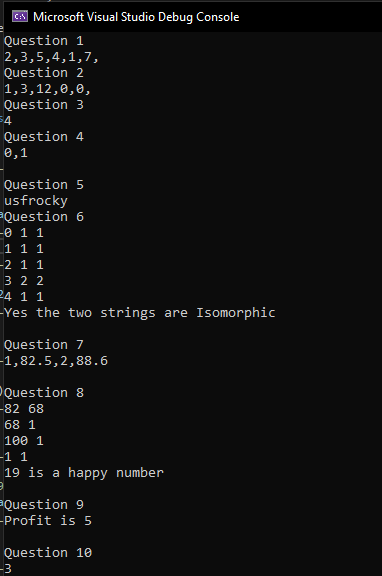 Microsoft Visual Studio Debug Console
Question 1
2,3,5,4,1,7,
Question 2
1,3,12,0,0,
Question 3
4
Question 4
0,1
Question 5
usfrocky
Question 6
0 1 1
1 1 1
2 1 1
3 2 2
4 1 1
Yes the two strings are Isomorphic
Question 7
1,82.5,2,88.6
Question 8
82 68
68 1
100 1
1 1
19 is a happy number
Question 9
Profit is 5
Question 10
3